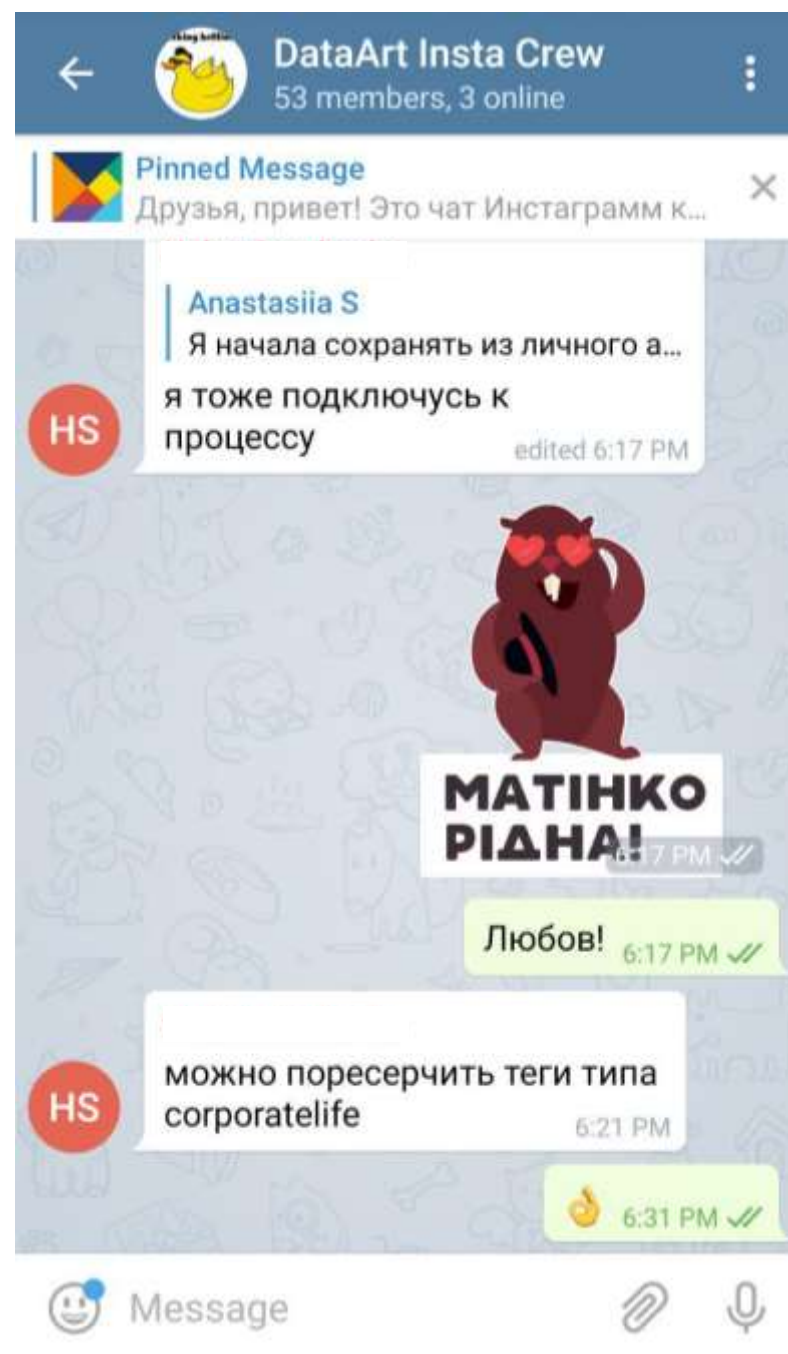 DataArt Insta Crew
53 members, 3 online
Pinned Message
Друзья, привет! Это чат Инстаграмм к...
Anastasiia S
Я начала сохранять из личного а...
я тоже подключусь к
процессу
edited 6:17 PM
HS
МАТІНКО
РІДНА!
6:17 PM
Любов!
6:17 PM
можно поресерчить теги типа
corporatelife
6:21 PM
HS
👌 6:31 PM
Message